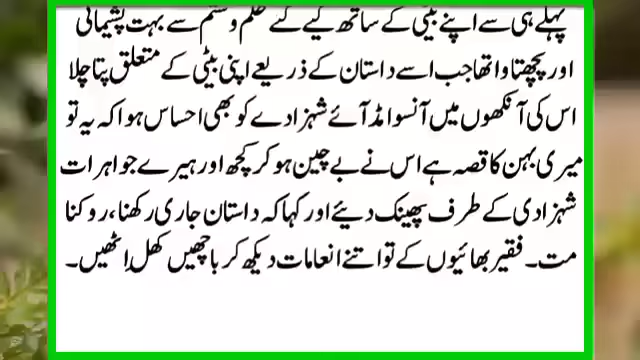 پہلے ہی سے اپنے بیٹی کے ساتھ کیے گئے ظلم و ستم سے بہت پشیمانی
اور پچھتاوا تھا جب اسے داستان کے ذریعے اپنی بیٹی کے متعلق پتا چلا
اس کی آنکھوں میں آنسو امڈ آئے شہزادے کو بھی احساس ہوا کہ یہ تو
میری بہن کا قصہ ہے اس نے بے چین ہو کر کچھ اور ہیرے جواہرات
شہزادی کے طرف پھینک دیئے اور کہا کہ داستان جاری رکھنا، روکنا
مت۔ فقیر بھائیوں کے تو اتنے انعامات دیکھ کر باچھیں کھل اٹھیں۔